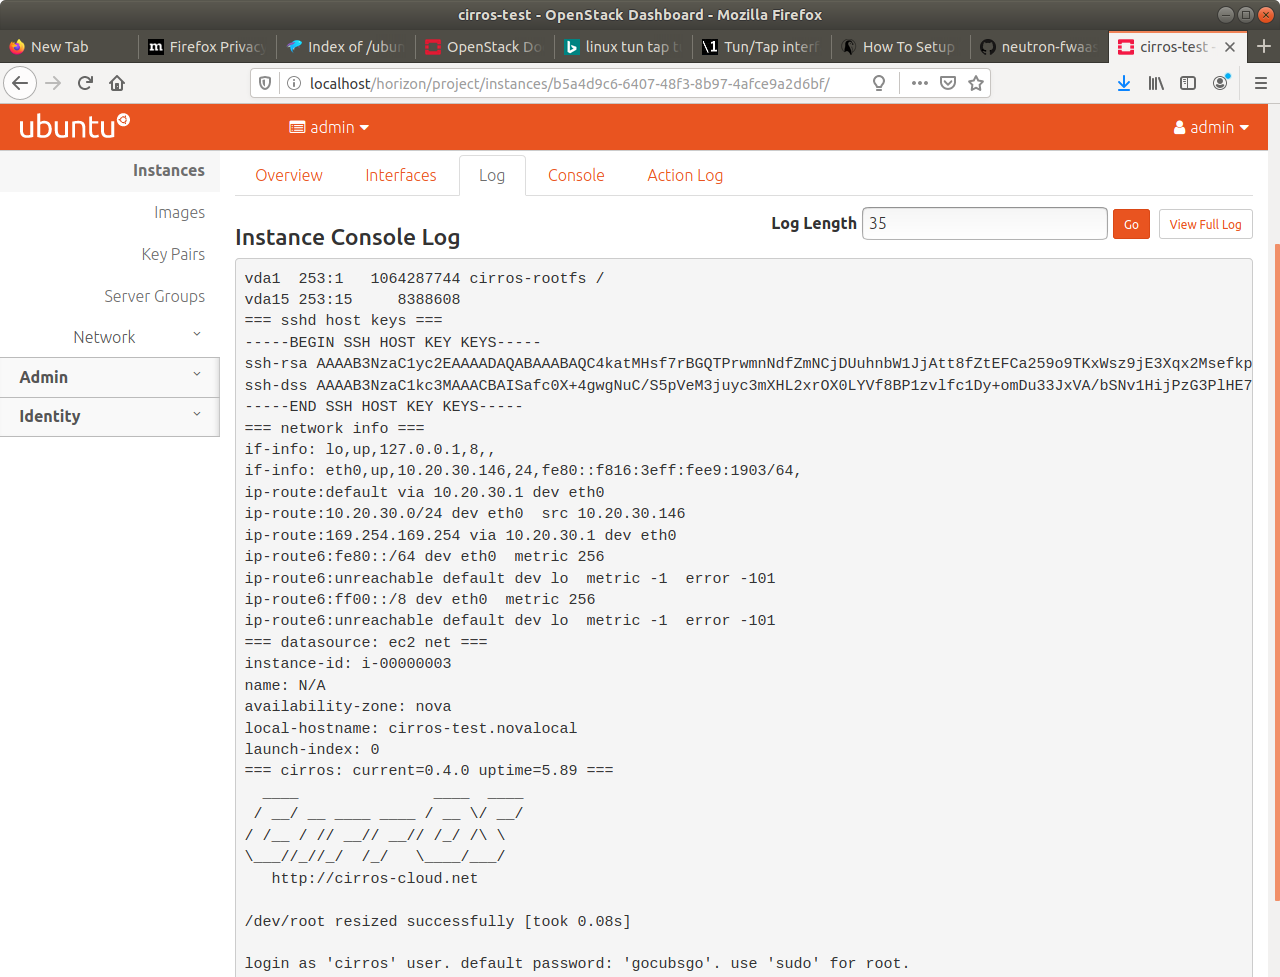 cirros-test - OpenStack Dashboard - Mozilla Firefox
New Tab
Firefox Privacy
Index of /ubun
OpenStack Do
linux tun tap t
Tun/Tap interf
How To Setup
neutron-fwaas
cirros-test -
localhost/horizon/project/instances/b5a4d9c6-6407-48f3-8b97-4afce9a2d6bf/
ubuntu
admin
admin
Instances
Images
Key Pairs
Server Groups
Network
Admin
Identity
Overview
Interfaces
Log
Console
Action Log
Instance Console Log
Log Length 35 Go View Full Log
vda1  253:1   1064287744 cirros-rootfs /
vda15 253:15     8388608
=== sshd host keys ===
-----BEGIN SSH HOST KEY KEYS-----
ssh-rsa AAAAB3NzaC1yc2EAAAADAQABAAABAQC4katMHsf7rBGQTPrwmnNdfZmNCjDUuhnbW1JjAtt8fZtEFCa259o9TKxWsz9jE3Xqx2Msefkp
ssh-dss AAAAB3NzaC1kc3MAAACBAISafc0X+4gwgNuC/S5pVeM3juyc3mXHL2xrOX0LYVf8BP1zvlfc1Dy+omDu33JxVA/bSNv1HijPzG3PlHE7
-----END SSH HOST KEY KEYS-----
=== network info ===
if-info: lo,up,127.0.0.1,8,,
if-info: eth0,up,10.20.30.146,24,fe80::f816:3eff:fee9:1903/64,
ip-route:default via 10.20.30.1 dev eth0
ip-route:10.20.30.0/24 dev eth0  src 10.20.30.146
ip-route:169.254.169.254 via 10.20.30.1 dev eth0
ip-route6:fe80::/64 dev eth0  metric 256
ip-route6:unreachable default dev lo  metric -1  error -101
ip-route6:ff00::/8 dev eth0  metric 256
ip-route6:unreachable default dev lo  metric -1  error -101
=== datasource: ec2 net ===
instance-id: i-00000003
name: N/A
availability-zone: nova
local-hostname: cirros-test.novalocal
launch-index: 0
=== cirros: current=0.4.0 uptime=5.89 ===
  ____               ____  ____
 / __/ __ ____ ____ / __ \/ __/
/ /__ / // __// __// /_/ /\ \
\___//_//_/  /_/   \____/___/
   http://cirros-cloud.net
/dev/root resized successfully [took 0.08s]
login as 'cirros' user. default password: 'gocubsgo'. use 'sudo' for root.